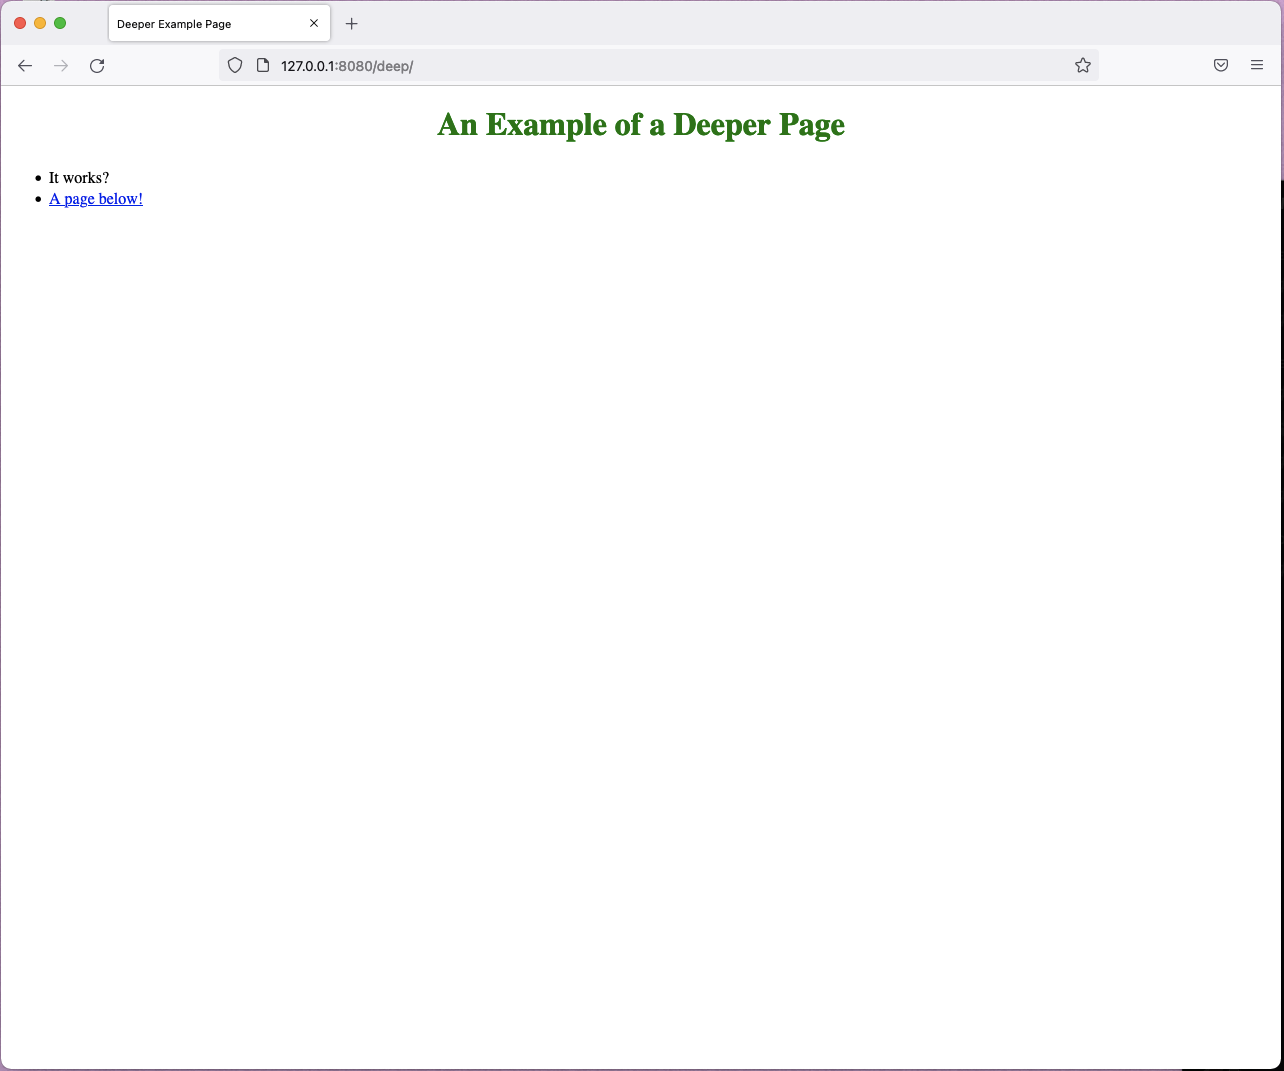 Deeper Example Page
127.0.0.1:8080/deep/
An Example of a Deeper Page
It works?
A page below!